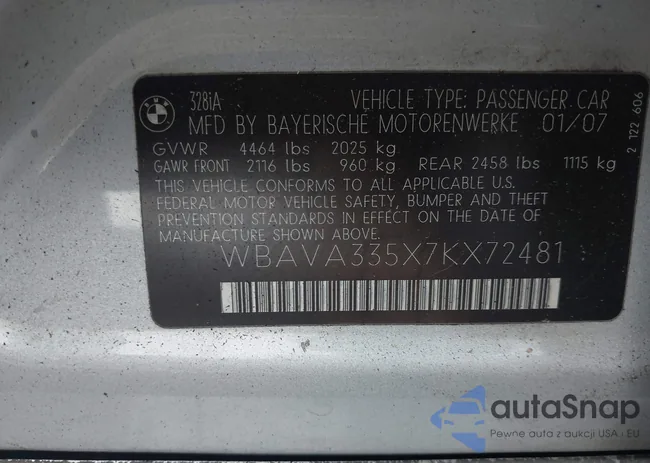 BMW
328iA VEHICLE TYPE: PASSENGER CAR
MFD BY BAYERISCHE MOTORENWERKE 01/07
GVWR 4464 lbs 2025 kg
GAWR FRONT 2116 lbs 960 kg REAR 2458 lbs 1115 kg
THIS VEHICLE CONFORMS TO ALL APPLICABLE U.S.
FEDERAL MOTOR VEHICLE SAFETY, BUMPER AND THEFT
PREVENTION STANDARDS IN EFFECT ON THE DATE OF
MANUFACTURE SHOWN ABOVE.
WBAVA335X7KX72481
2 122 606
autoSnap
Pewne auta z aukcji USA - EU